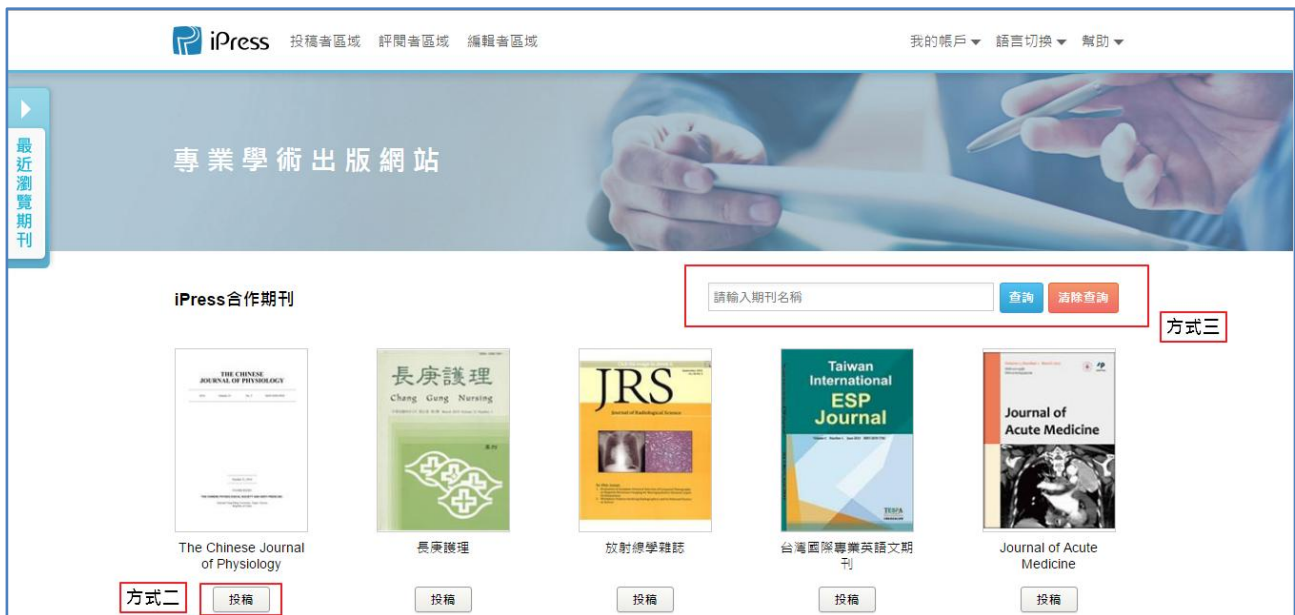 iPress 投稿者區域 評閱者區域 編輯者區域 我的帳戶 語言切換 幫助
最近瀏覽期刊
專業學術出版網站
iPress合作期刊
請輸入期刊名稱 查詢 清除查詢
方式三
THE CHINESE
JOURNAL OF PHYSIOLOGY
長庚護理
Chang Gung Nursing
JRS
Journal of Radiological Science
Taiwan
International
ESP
Journal
Journal of
Acute Medicine
The Chinese Journal
of Physiology
長庚護理
放射線學雜誌
台灣國際專業英語文期
刊
Journal of Acute
Medicine
方式二
投稿 投稿 投稿 投稿 投稿